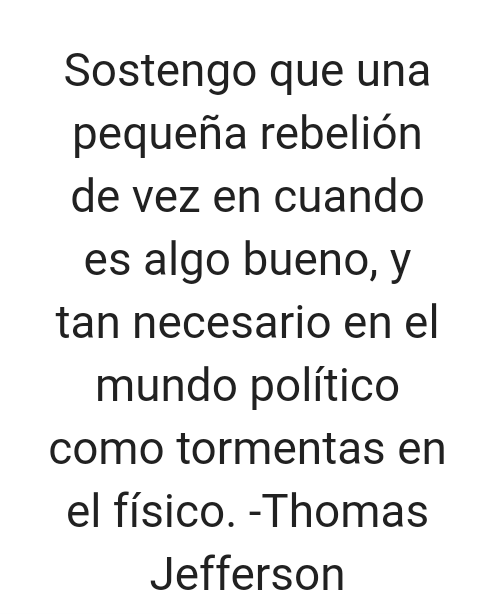 Sostengo que una
pequeña rebelión
de vez en cuando
es algo bueno, y
tan necesario en el
mundo político
como tormentas en
el físico. -Thomas
Jefferson